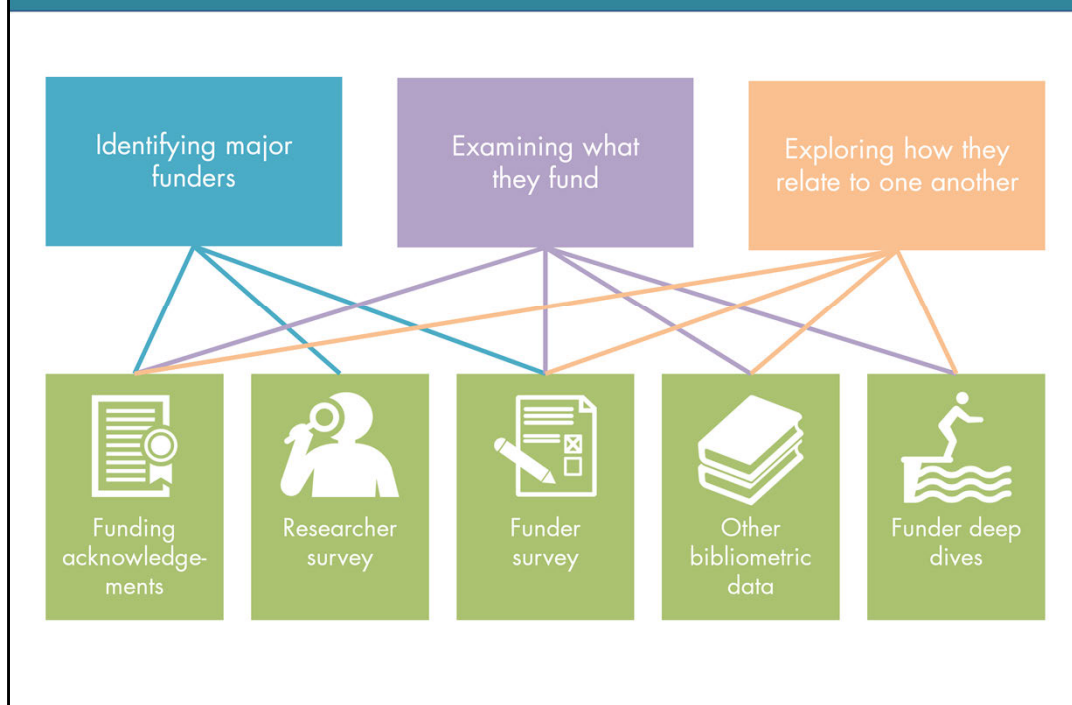 Identifying major
funders
Examining what
they fund
Exploring how they
relate to one another
Funding
acknowledge-
ments
Researcher
survey
Funder
survey
Other
bibliometric
data
Funder deep
dives